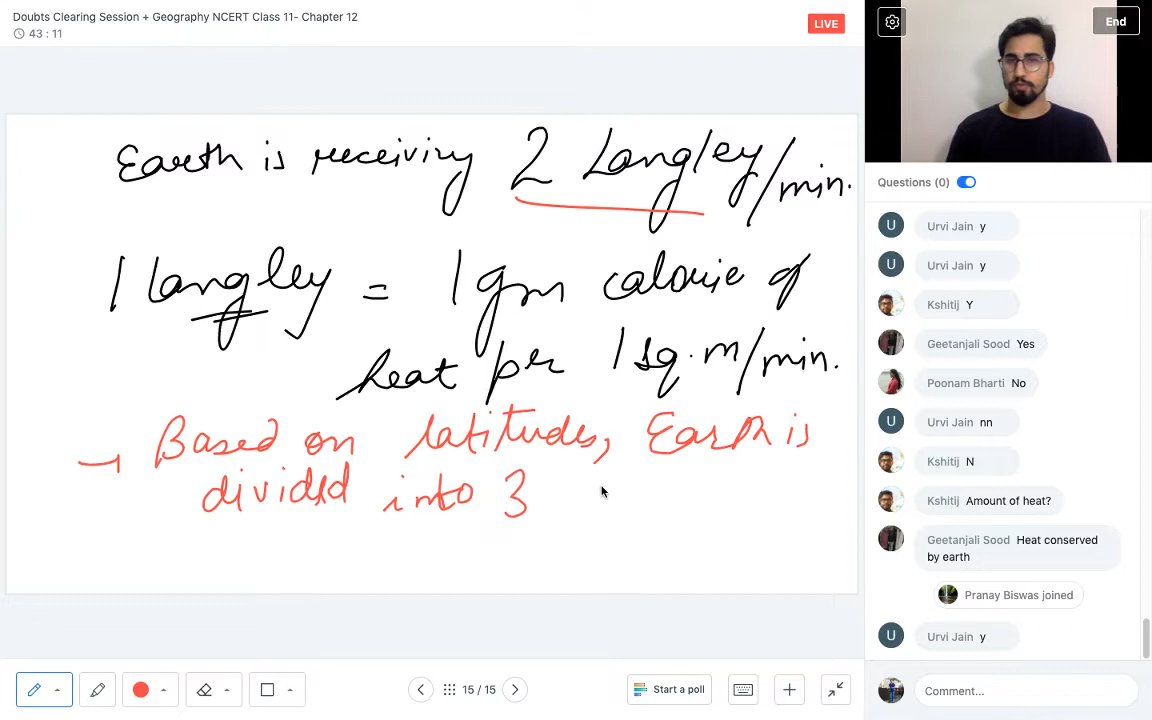 Doubts Clearing Session + Geography NCERT Class 11- Chapter 12
43 : 11
LIVE
End
Earth is receiving 2 Langley/min.
1 langley = 1 gm calorie of
heat per 1 sq. m/min.
→ Based on latitudes, Earth is
divided into 3
Questions (0)
U Urvi Jain y
U Urvi Jain y
Kshitij Y
Geetanjali Sood Yes
Poonam Bharti No
U Urvi Jain nn
Kshitij N
Kshitij Amount of heat?
Geetanjali Sood Heat conserved
by earth
Pranay Biswas joined
U Urvi Jain y
15 / 15
Start a poll
Comment...